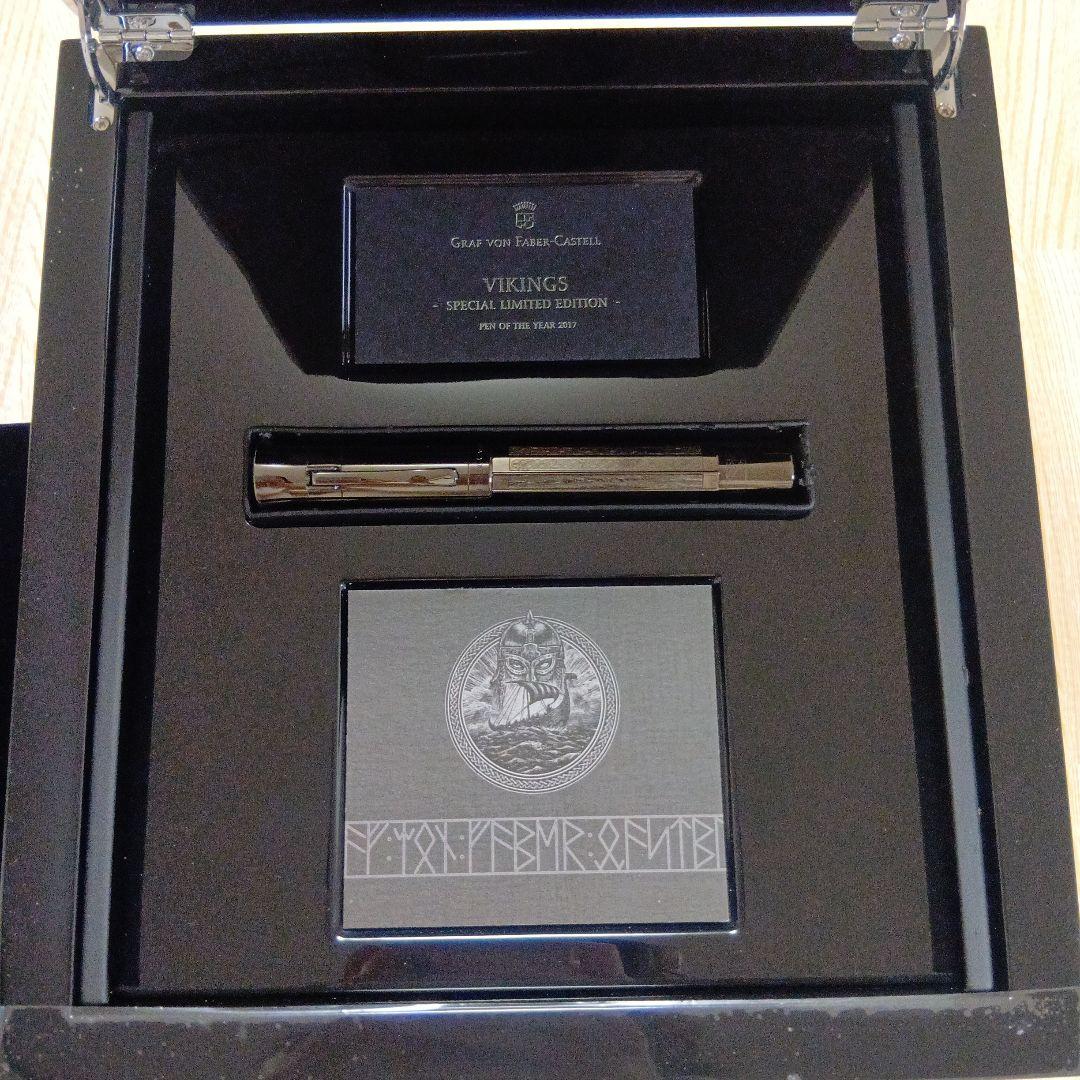 GRAF VON FABER-CASTELL
VIKINGS
- SPECIAL LIMITED EDITION -
PEN OF THE YEAR 2017